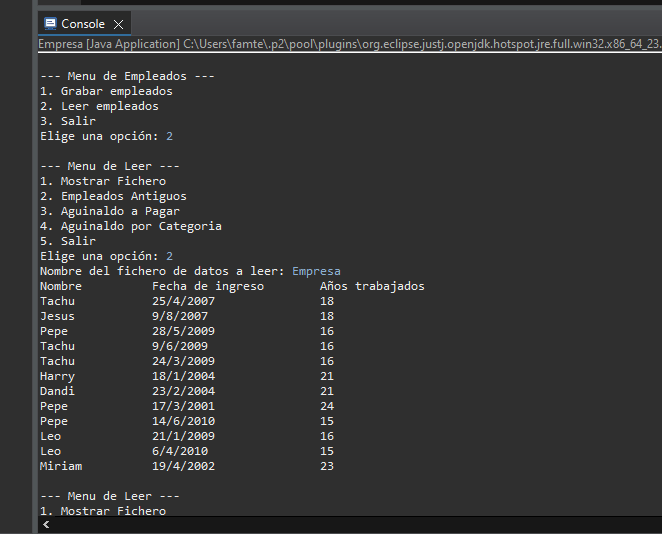 Console
Empresa [Java Application] C:\Users\famte\.p2\pool\plugins\org.eclipse.justj.openjdk.hotspot.jre.full.win32.x86_64_23.
--- Menu de Empleados ---
1. Grabar empleados
2. Leer empleados
3. Salir
Elige una opción: 2
--- Menu de Leer ---
1. Mostrar Fichero
2. Empleados Antiguos
3. Aguinaldo a Pagar
4. Aguinaldo por Categoria
5. Salir
Elige una opción: 2
Nombre del fichero de datos a leer: Empresa
Nombre Fecha de ingreso Años trabajados
Tachu 25/4/2007 18
Jesus 9/8/2007 18
Pepe 28/5/2009 16
Tachu 9/6/2009 16
Tachu 24/3/2009 16
Harry 18/1/2004 21
Dandi 23/2/2004 21
Pepe 17/3/2001 24
Pepe 14/6/2010 15
Leo 21/1/2009 16
Leo 6/4/2010 15
Miriam 19/4/2002 23
--- Menu de Leer ---
1. Mostrar Fichero